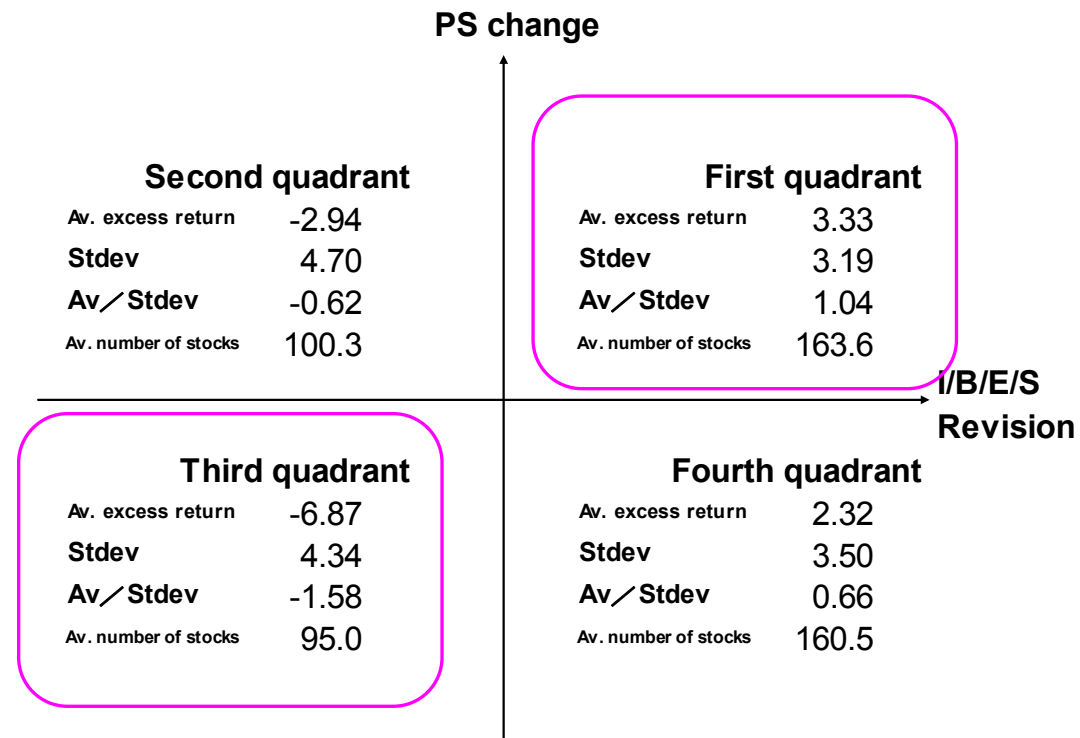 PS change
Second quadrant
Av. excess return -2.94
Stdev 4.70
Av／Stdev -0.62
Av. number of stocks 100.3
First quadrant
Av. excess return 3.33
Stdev 3.19
Av／Stdev 1.04
Av. number of stocks 163.6
I/B/E/S
Revision
Third quadrant
Av. excess return -6.87
Stdev 4.34
Av／Stdev -1.58
Av. number of stocks 95.0
Fourth quadrant
Av. excess return 2.32
Stdev 3.50
Av／Stdev 0.66
Av. number of stocks 160.5